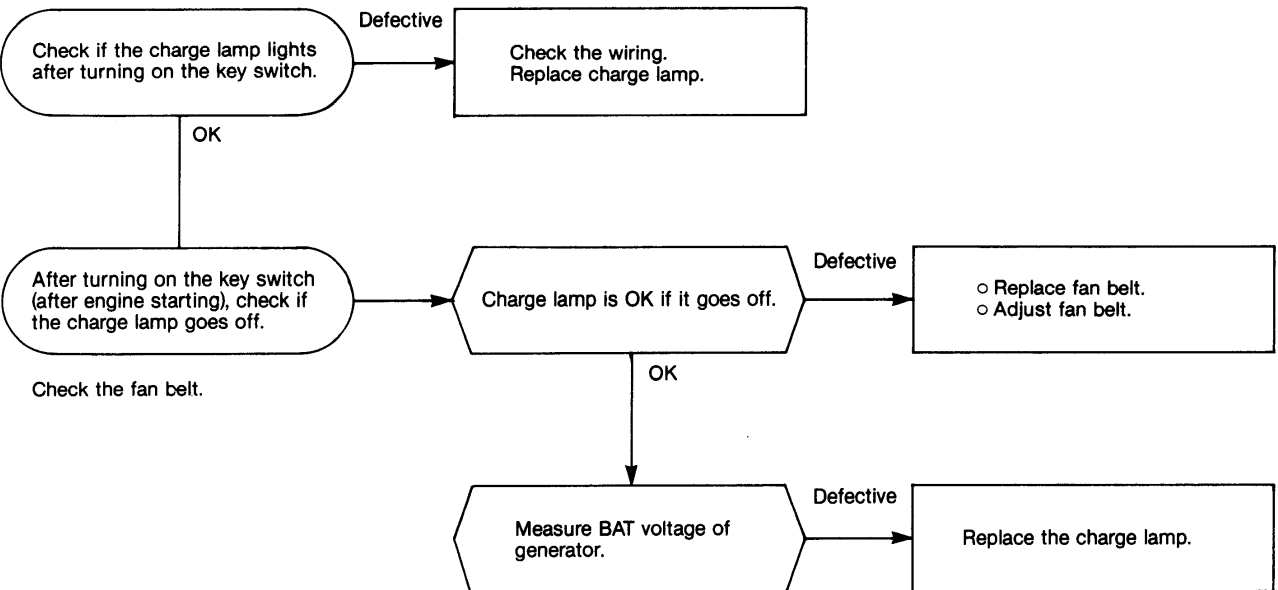 Check if the charge lamp lights
after turning on the key switch.
Defective
Check the wiring.
Replace charge lamp.
OK
After turning on the key switch
(after engine starting), check if
the charge lamp goes off.
Check the fan belt.
Charge lamp is OK if it goes off.
Defective
○ Replace fan belt.
○ Adjust fan belt.
OK
Measure BAT voltage of
generator.
Defective
Replace the charge lamp.